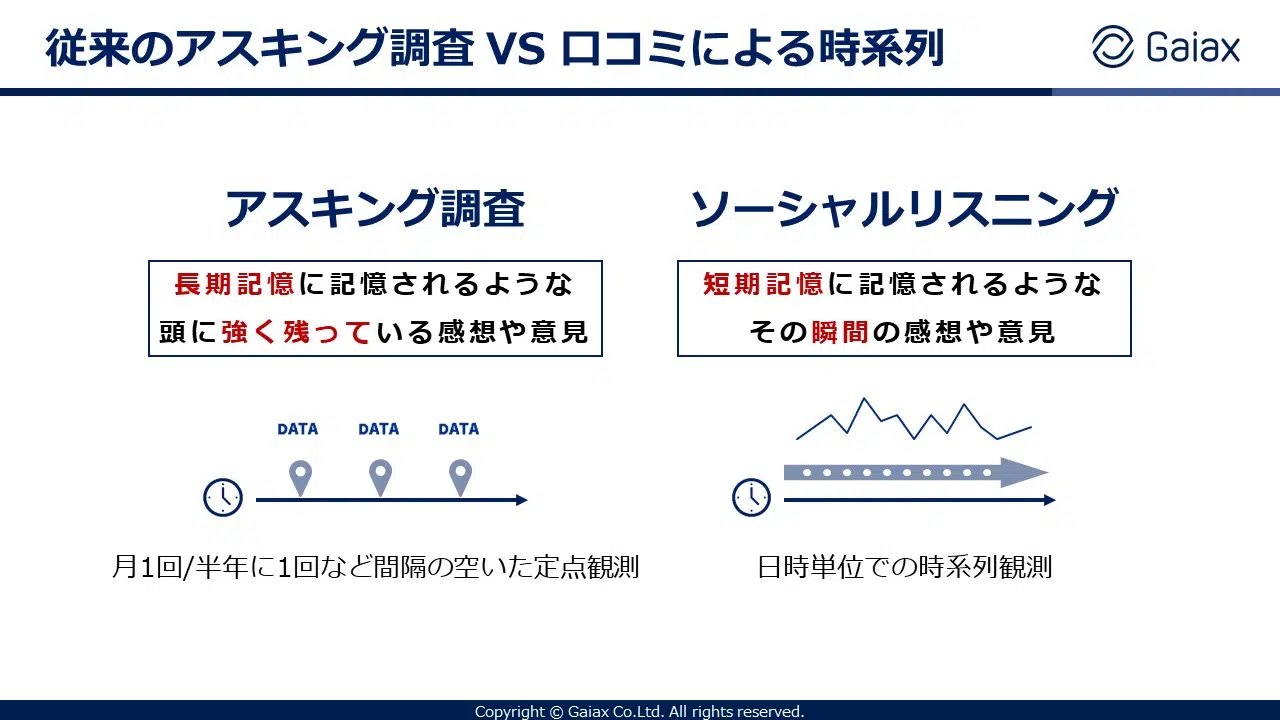 従来のアスキング調査 VS 口コミによる時系列
Gaiax
アスキング調査
長期記憶に記憶されるような
頭に強く残っている感想や意見
DATA DATA DATA
月1回/半年に1回など間隔の空いた定点観測
ソーシャルリスニング
短期記憶に記憶されるような
その瞬間の感想や意見
日時単位での時系列観測
Copyright © Gaiax Co.Ltd. All rights reserved.